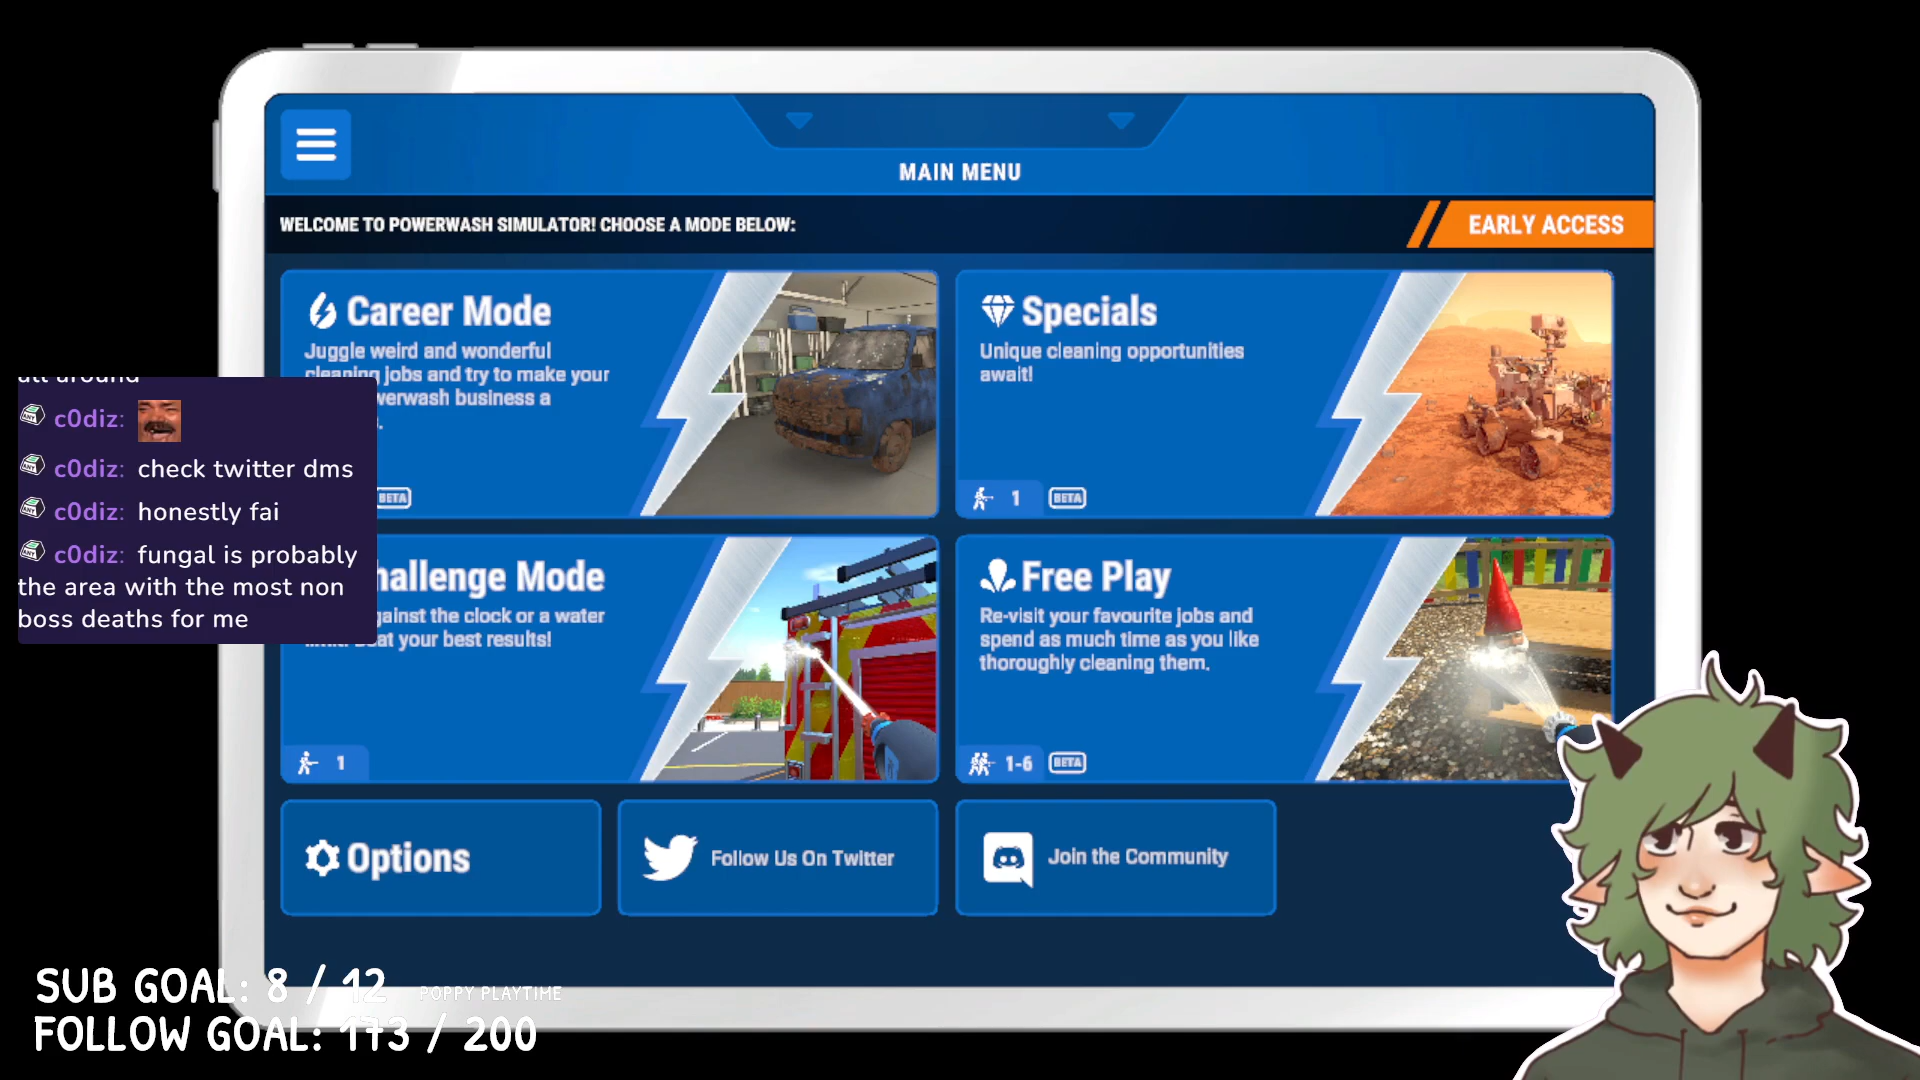 MAIN MENU
WELCOME TO POWERWASH SIMULATOR! CHOOSE A MODE BELOW:
EARLY ACCESS
Career Mode
Juggle weird and wonderful
cleaning jobs and try to make your
werwash business a
BETA
Specials
Unique cleaning opportunities
await!
1
BETA
all around
c0diz:
c0diz: check twitter dms
c0diz: honestly fai
c0diz: fungal is probably
the area with the most non
boss deaths for me
hallenge Mode
gainst the clock or a water
at your best results!
1
Free Play
Re-visit your favourite jobs and
spend as much time as you like
thoroughly cleaning them.
1-6
BETA
Options
Follow Us On Twitter
Join the Community
SUB GOAL: 8 / 12
POPPY PLAYTIME
FOLLOW GOAL: 173 / 200